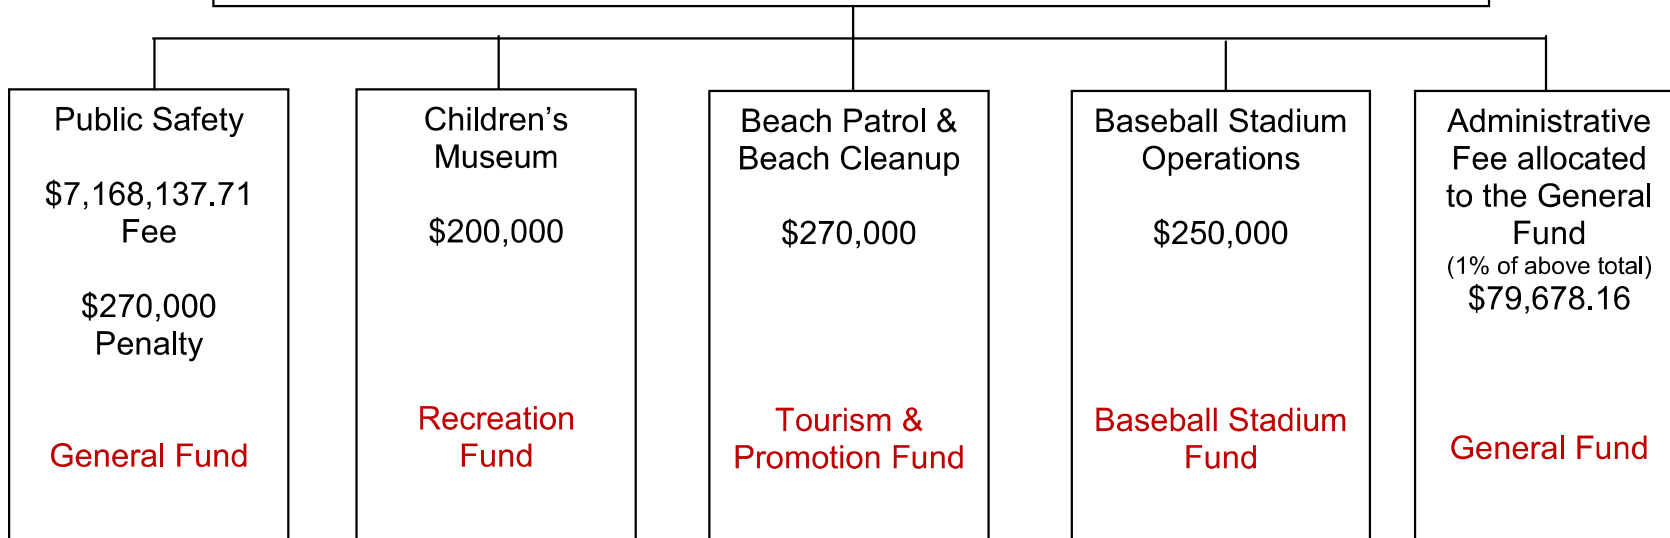 Public Safety
$7,168,137.71
Fee
$270,000
Penalty
General Fund
Children’s
Museum
$200,000
Recreation
Fund
Beach Patrol &
Beach Cleanup
$270,000
Tourism &
Promotion Fund
Baseball Stadium
Operations
$250,000
Baseball Stadium
Fund
Administrative
Fee allocated
to the General
Fund
(1% of above total)
$79,678.16
General Fund